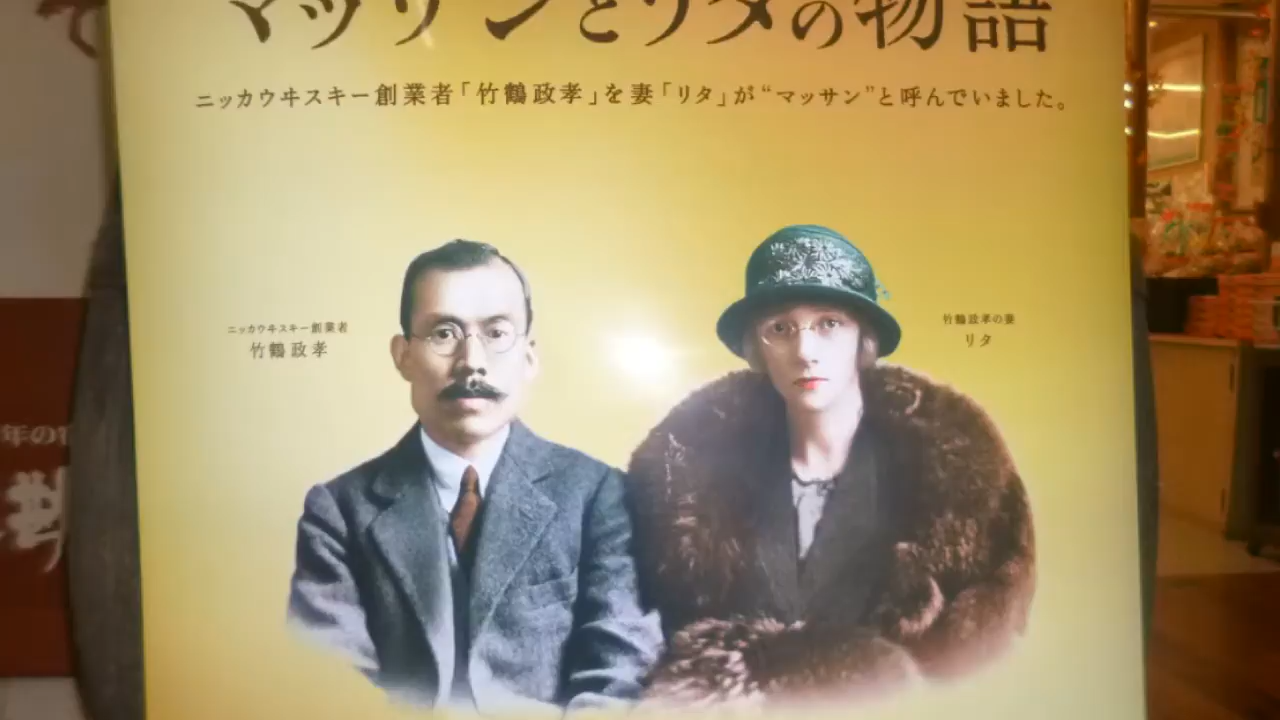 マッサンとリタの物語
ニッカウヰスキー創業者「竹鶴政孝」を妻「リタ」が“マッサン”と呼んでいました。
ニッカウヰスキー創業者
竹鶴政孝
竹鶴政孝の妻
リタ
年の